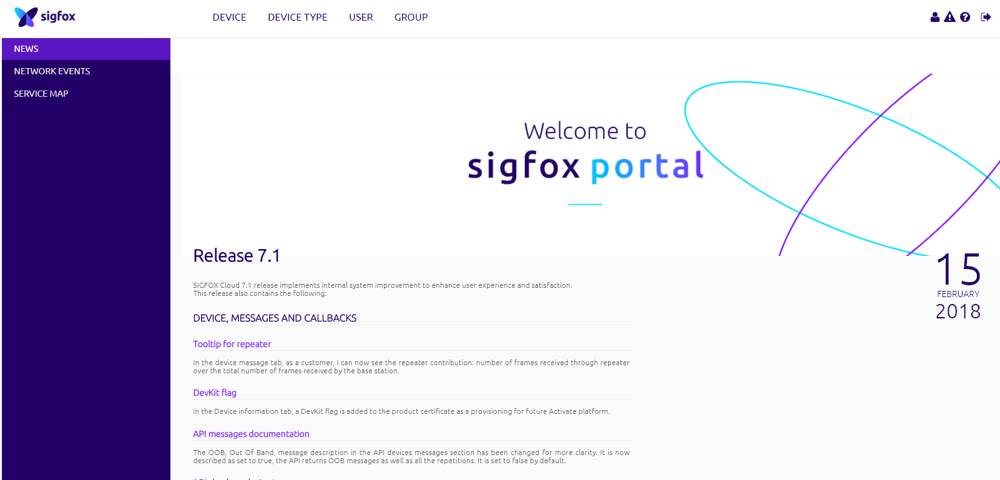 sigfox
DEVICE
DEVICE TYPE
USER
GROUP
NEWS
NETWORK EVENTS
SERVICE MAP
Welcome to
sigfox portal
Release 7.1
15
FEBRUARY
2018
SIGFOX Cloud 7.1 release implements internal system improvement to enhance user experience and satisfaction.
This release also contains the following:
DEVICE, MESSAGES AND CALLBACKS
Tooltip for repeater
In the device message tab, as a customer, I can now see the repeater contribution: number of frames received through repeater
over the total number of frames received by the base station.
DevKit flag
In the Device information tab, a DevKit flag is added to the product certificate as a provisioning for future Activate platform.
API messages documentation
The OOB, Out Of Band, message description in the API devices messages section has been changed for more clarity. It is now
described as set to true, the API returns OOB messages as well as all the repetitions. It is set to false by default.